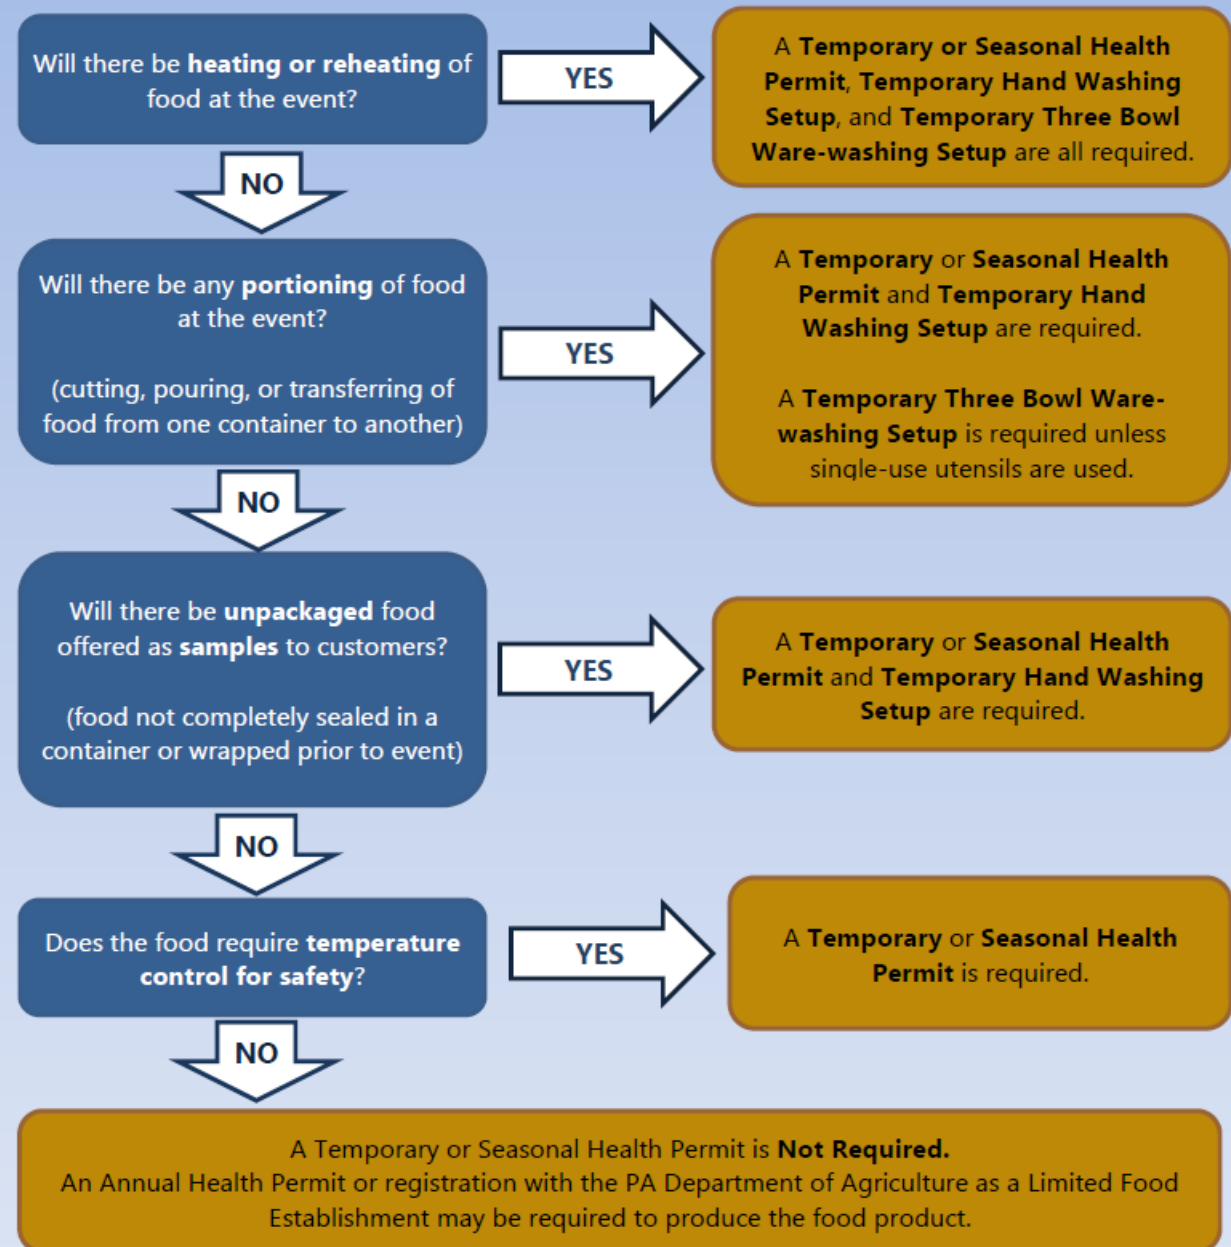 Will there be heating or reheating of
food at the event?
YES
A Temporary or Seasonal Health
Permit, Temporary Hand Washing
Setup, and Temporary Three Bowl
Ware-washing Setup are all required.
NO
Will there be any portioning of food
at the event?
(cutting, pouring, or transferring of
food from one container to another)
YES
A Temporary or Seasonal Health
Permit and Temporary Hand
Washing Setup are required.
A Temporary Three Bowl Ware-
washing Setup is required unless
single-use utensils are used.
NO
Will there be unpackaged food
offered as samples to customers?
(food not completely sealed in a
container or wrapped prior to event)
YES
A Temporary or Seasonal Health
Permit and Temporary Hand Washing
Setup are required.
NO
Does the food require temperature
control for safety?
YES
A Temporary or Seasonal Health
Permit is required.
NO
A Temporary or Seasonal Health Permit is Not Required.
An Annual Health Permit or registration with the PA Department of Agriculture as a Limited Food
Establishment may be required to produce the food product.